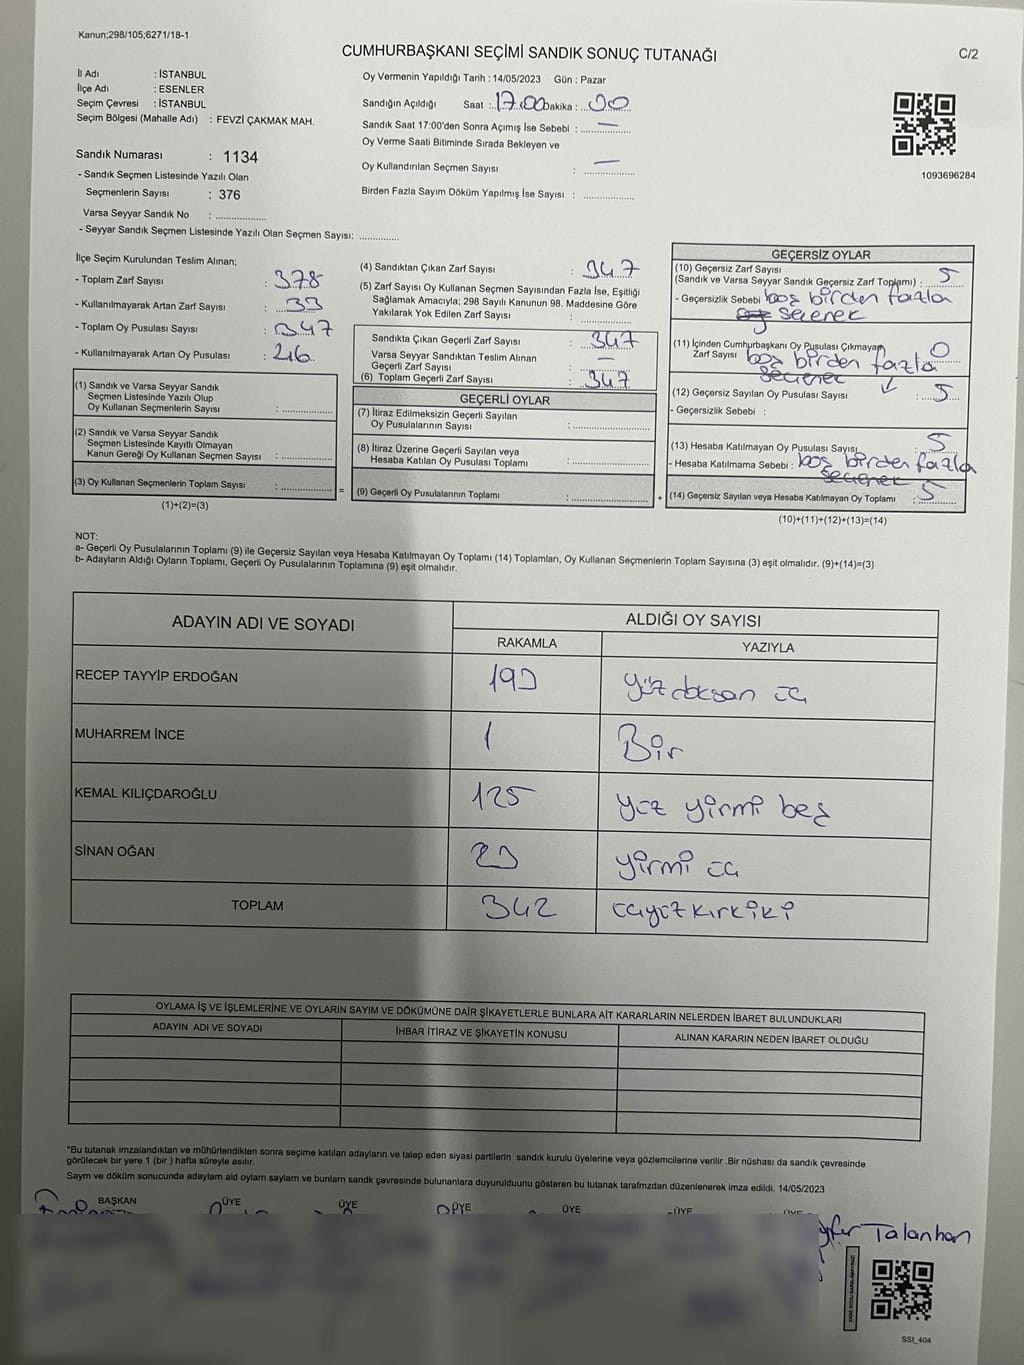 Kanun;298/105;6271/18-1
CUMHURBAŞKANI SEÇİMİ SANDIK SONUÇ TUTANAĞI
C/2
İl Adı : İSTANBUL
İlçe Adı : ESENLER
Seçim Çevresi : İSTANBUL
Seçim Bölgesi (Mahalle Adı) : FEVZİ ÇAKMAK MAH.
Sandık Numarası : 1134
- Sandık Seçmen Listesinde Yazılı Olan
Seçmenlerin Sayısı : 376
Varsa Seyyar Sandık No : ..................
- Seyyar Sandık Seçmen Listesinde Yazılı Olan Seçmen Sayısı: ..............
Oy Vermenin Yapıldığı Tarih : 14/05/2023 Gün : Pazar
Sandığın Açıldığı Saat : 17.00 Dakika : 00
Sandık Saat 17:00'den Sonra Açımış İse Sebebi : —
Oy Verme Saati Bitiminde Sırada Bekleyen ve
Oy Kullandırılan Seçmen Sayısı : —
Birden Fazla Sayım Döküm Yapılmış İse Sayısı : ..................
1093696284
İlçe Seçim Kurulundan Teslim Alınan;
- Toplam Zarf Sayısı : 378
- Kullanılmayarak Artan Zarf Sayısı : 33
- Toplam Oy Pusulası Sayısı : 347
- Kullanılmayarak Artan Oy Pusulası : 26
(1) Sandık ve Varsa Seyyar Sandık
Seçmen Listesinde Yazılı Olup
Oy Kullanan Seçmenlerin Sayısı : ..................
(2) Sandık ve Varsa Seyyar Sandık
Seçmen Listesinde Kayıtlı Olmayan
Kanun Gereği Oy Kullanan Seçmen Sayısı : ..................
(3) Oy Kullanan Seçmenlerin Toplam Sayısı : ..................
(1)+(2)=(3)
=
(4) Sandıktan Çıkan Zarf Sayısı : 347
(5) Zarf Sayısı Oy Kullanan Seçmen Sayısından Fazla İse, Eşitliği
Sağlamak Amacıyla; 298 Sayılı Kanunun 98. Maddesine Göre
Yakılarak Yok Edilen Zarf Sayısı : ..................
Sandıkta Çıkan Geçerli Zarf Sayısı : 347
Varsa Seyyar Sandıktan Teslim Alınan
Geçerli Zarf Sayısı : —
(6) Toplam Geçerli Zarf Sayısı : 347
GEÇERLİ OYLAR
(7) İtiraz Edilmeksizin Geçerli Sayılan
Oy Pusulalarının Sayısı : ..................
(8) İtiraz Üzerine Geçerli Sayılan veya
Hesaba Katılan Oy Pusulası Toplamı : ..................
(9) Geçerli Oy Pusulalarının Toplamı : ..................
+
GEÇERSİZ OYLAR
(10) Geçersiz Zarf Sayısı
(Sandık ve Varsa Seyyar Sandık Geçersiz Zarf Toplamı) : 5
- Geçersizlik Sebebi boş birden fazla
seçenek
(11) İçinden Cumhurbaşkanı Oy Pusulası Çıkmayan
Zarf Sayısı 0
boş birden fazla
seçenek
(12) Geçersiz Sayılan Oy Pusulası Sayısı : 5
- Geçersizlik Sebebi :
(13) Hesaba Katılmayan Oy Pusulası Sayısı : 5
- Hesaba Katılmama Sebebi : boş birden fazla
seçenek
(14) Geçersiz Sayılan veya Hesaba Katılmayan Oy Toplamı : 5
(10)+(11)+(12)+(13)=(14)
NOT:
a- Geçerli Oy Pusulalarının Toplamı (9) ile Geçersiz Sayılan veya Hesaba Katılmayan Oy Toplamı (14) Toplamları, Oy Kullanan Seçmenlerin Toplam Sayısına (3) eşit olmalıdır. (9)+(14)=(3)
b- Adayların Aldığı Oyların Toplamı, Geçerli Oy Pusulalarının Toplamına (9) eşit olmalıdır.
ADAYIN ADI VE SOYADI
ALDIĞI OY SAYISI
RAKAMLA YAZIYLA
RECEP TAYYİP ERDOĞAN 193 yüz doksan üç
MUHARREM İNCE 1 Bir
KEMAL KILIÇDAROĞLU 125 yüz yirmi beş
SİNAN OĞAN 23 yirmi üç
TOPLAM 342 üçyüz kırk iki
OYLAMA İŞ VE İŞLEMLERİNE VE OYLARIN SAYIM VE DÖKÜMÜNE DAİR ŞİKAYETLERLE BUNLARA AİT KARARLARIN NELERDEN İBARET BULUNDUKLARI
ADAYIN ADI VE SOYADI İHBAR İTİRAZ VE ŞİKAYETİN KONUSU ALINAN KARARIN NEDEN İBARET OLDUĞU
*Bu tutanak imzalandıktan ve mühürlendikten sonra seçime katılan adayların ve talep eden siyasi partilerin sandık kurulu üyelerine veya gözlemcilerine verilir .Bir nüshası da sandık çevresinde
görülecek bir yere 1 (bir ) hafta süreyle asılır.
Sayım ve döküm sonucunda adayların aldı oyların sayların ve bunların sandk çevresinde bulunanlara duyurulduunu gösteren bu tutanak tarafmzdan düzenlenerek imza edildi. 14/05/2023
BAŞKAN ÜYE ÜYE ÜYE ÜYE ÜYE ÜYE
Talanhan
SSI_404